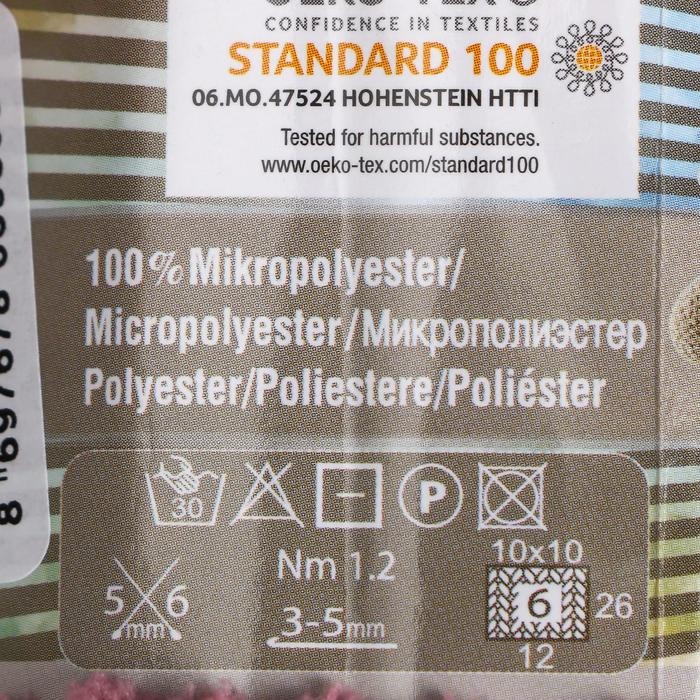 CONFIDENCE IN TEXTILES
STANDARD 100
06.MO.47524 HOHENSTEIN HTTI
Tested for harmful substances.
www.oeko-tex.com/standard100
100% Mikropolyester/
Micropolyester/Микрополиэстер
Polyester/Poliestere/Poliéster
30 P
10x10
5 6 mm
Nm 1.2
3-5mm
6
26
12